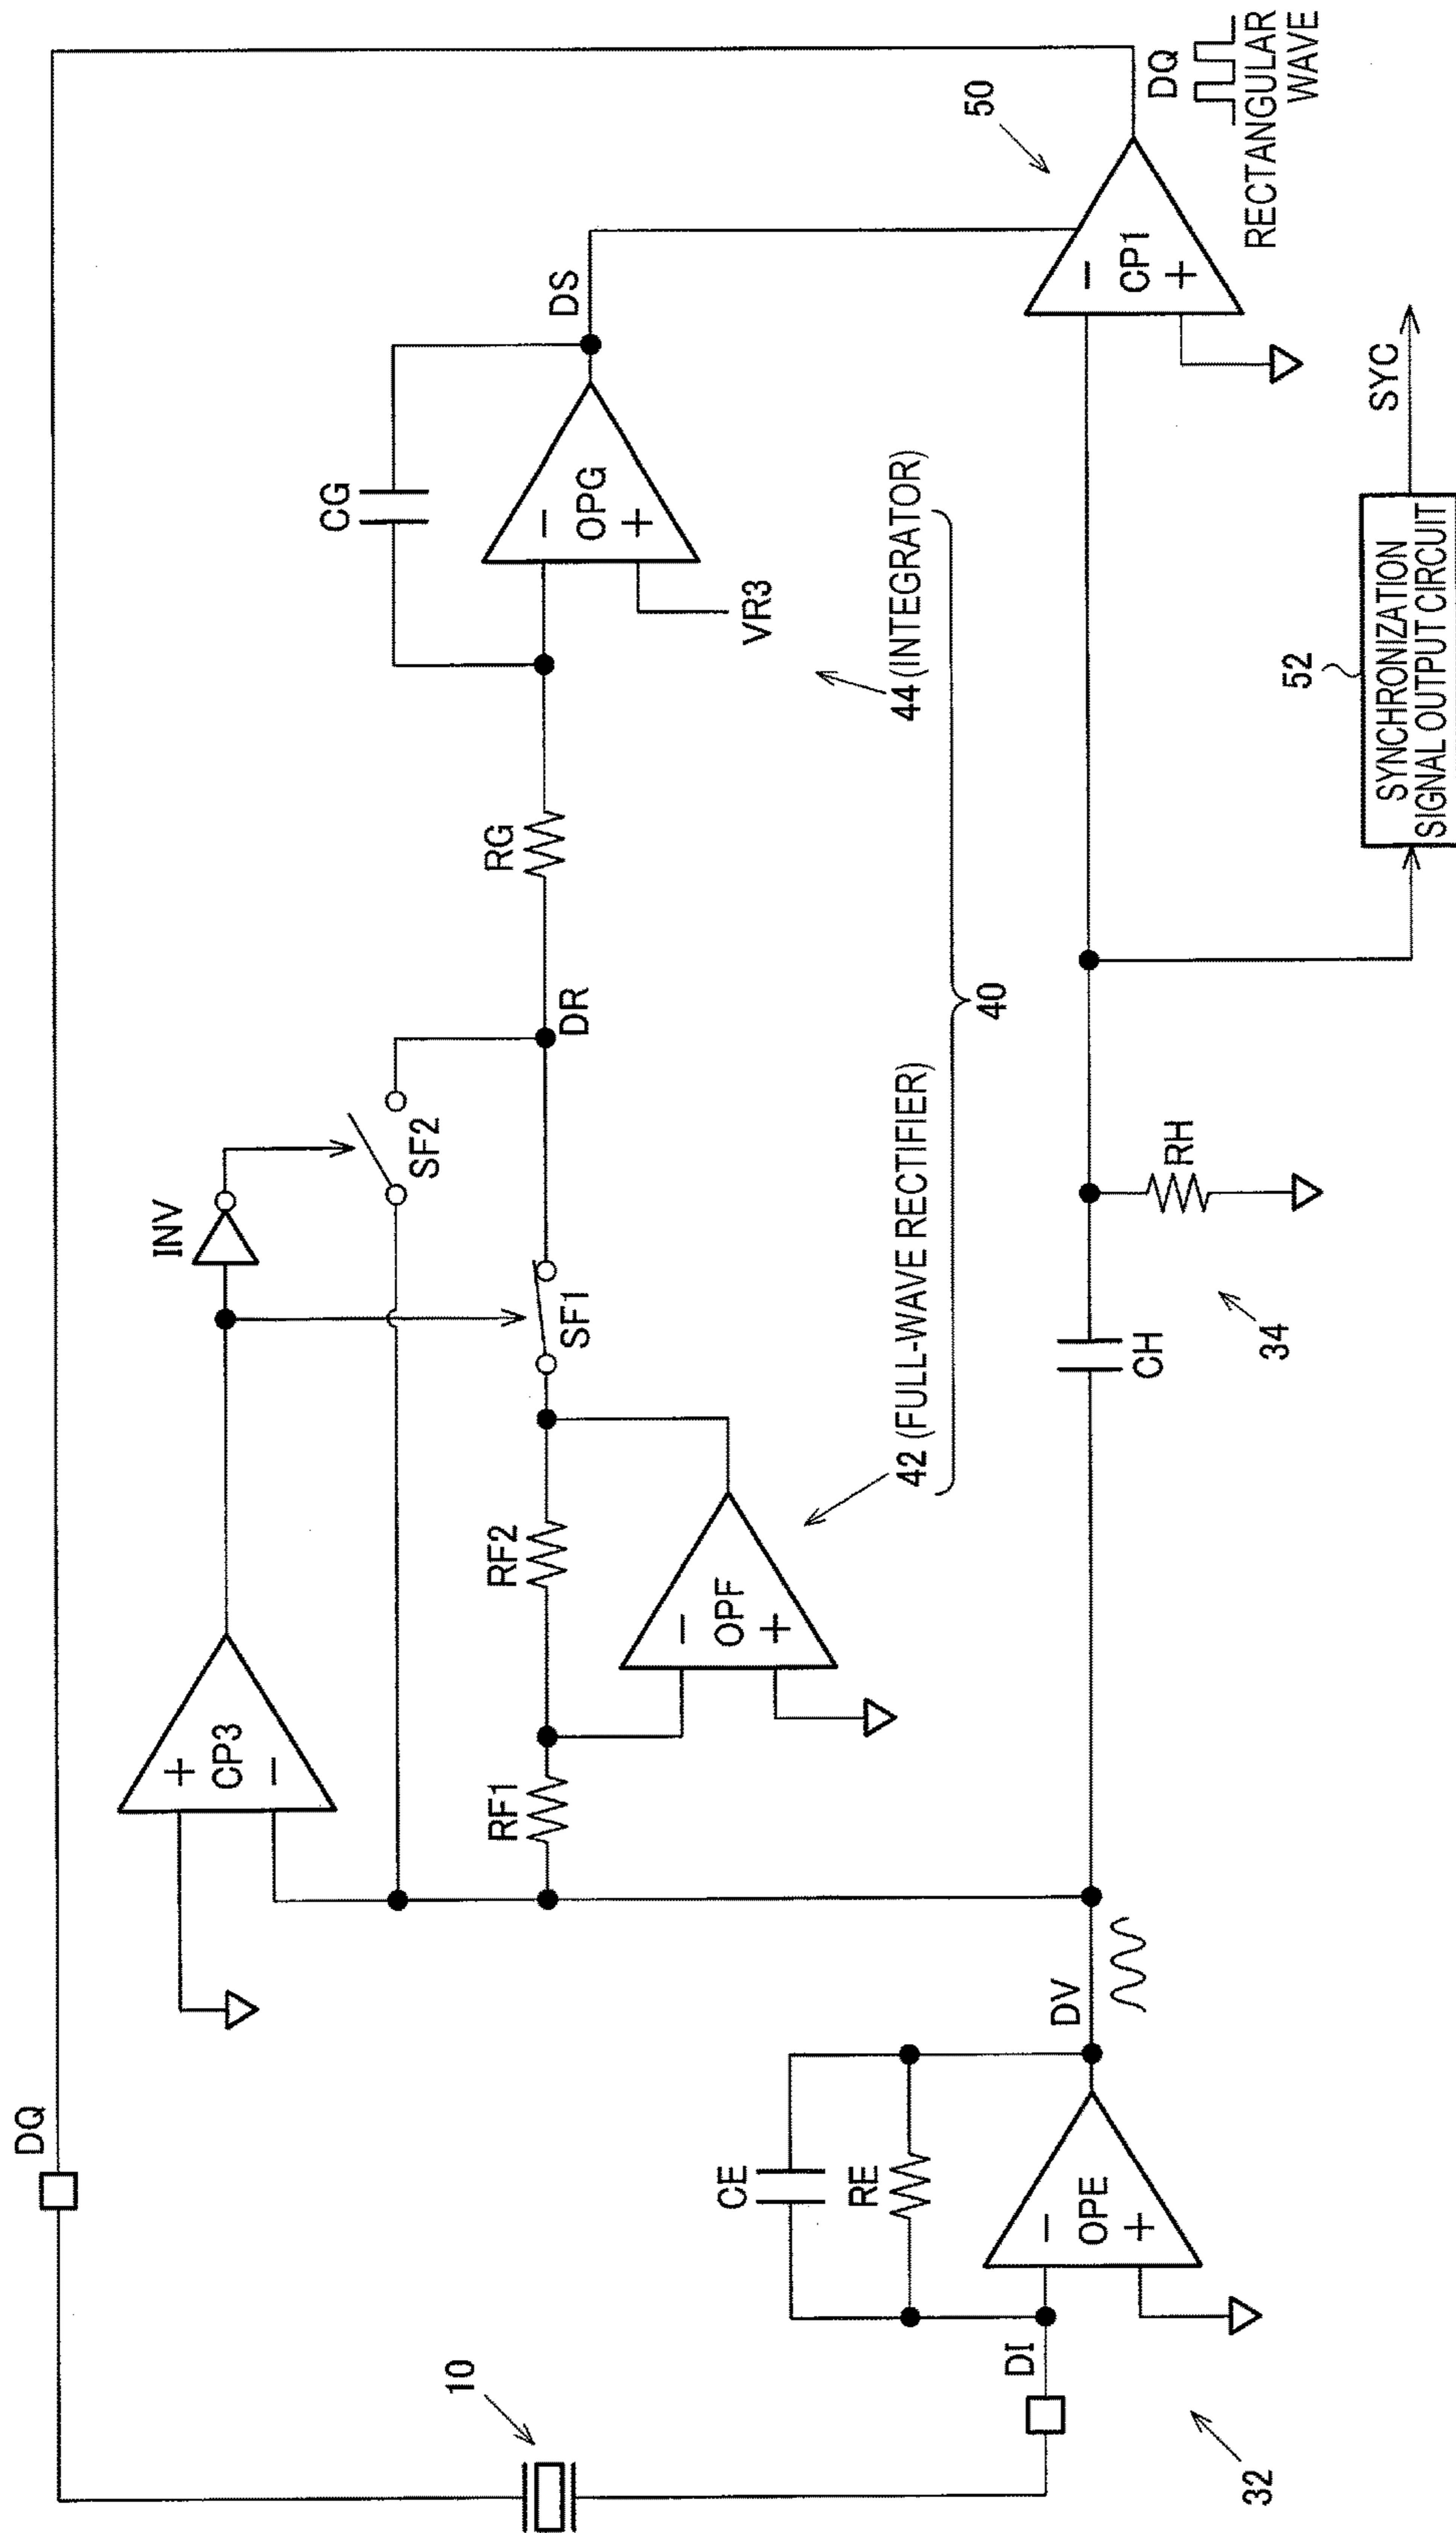 DQ
10
DI
32
CE
RE
−
OPE
+
DV
+
CP3
−
RF1
RF2
−
OPF
+
42 (FULL-WAVE RECTIFIER)
40
44 (INTEGRATOR)
INV
SF1
SF2
DR
RG
CG
−
OPG
+
VR3
DS
CH
34
RH
50
−
CP1
+
DQ
RECTANGULAR
WAVE
52
SYNCHRONIZATION
SIGNAL OUTPUT CIRCUIT
SYC